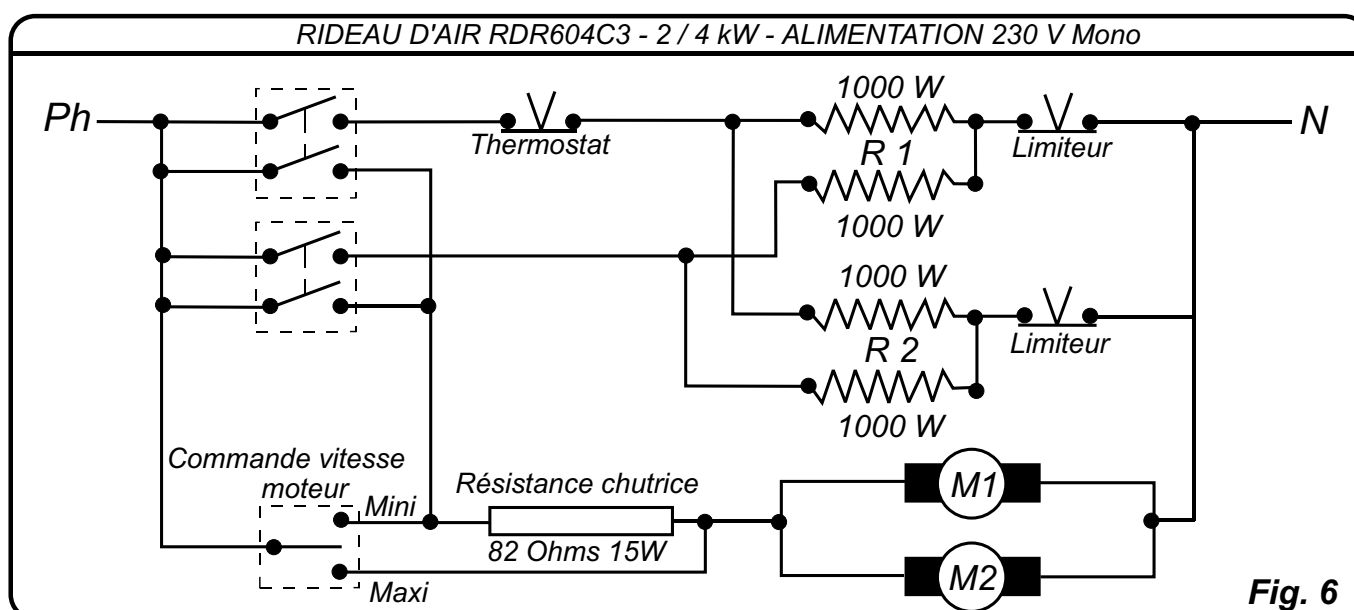 RIDEAU D'AIR RDR604C3 - 2 / 4 kW - ALIMENTATION 230 V Mono
Ph
Thermostat
1000 W
R 1
1000 W
Limiteur
N
1000 W
R 2
1000 W
Limiteur
Commande vitesse
moteur
Mini
Maxi
Résistance chutrice
82 Ohms 15W
M1
M2
Fig. 6